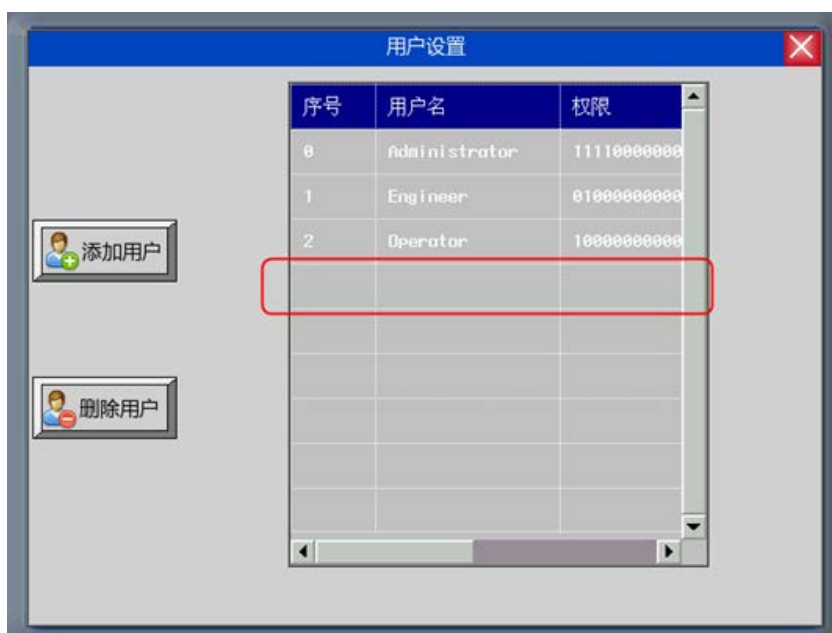 用户设置
序号 用户名 权限
0 Administrator 11110000000
1 Engineer 01000000000
2 Operator 10000000000
添加用户
删除用户